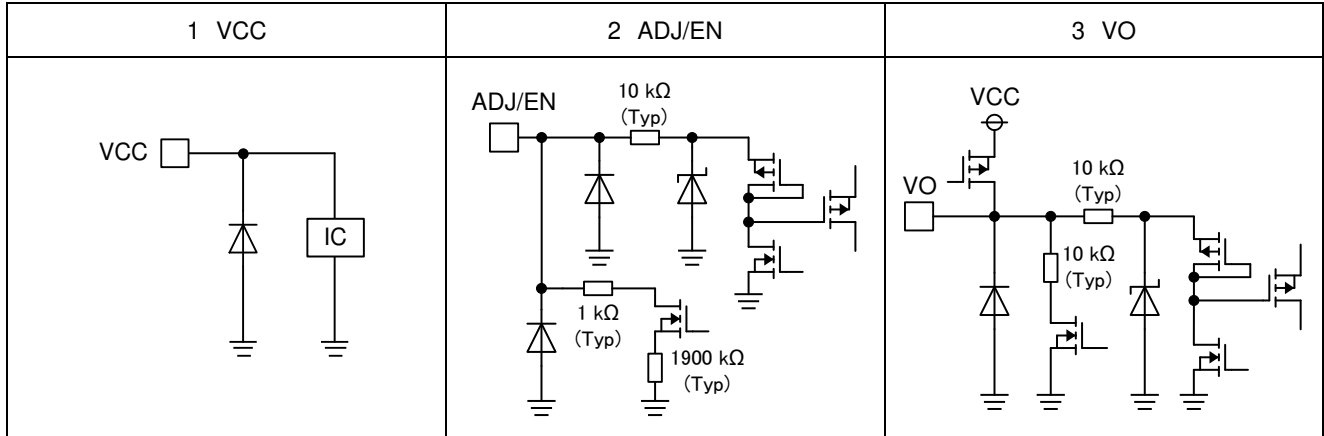 1 VCC
2 ADJ/EN
3 VO
VCC
IC
ADJ/EN
10 kΩ
(Typ)
1 kΩ
(Typ)
1900 kΩ
(Typ)
VCC
VO
10 kΩ
(Typ)
10 kΩ
(Typ)